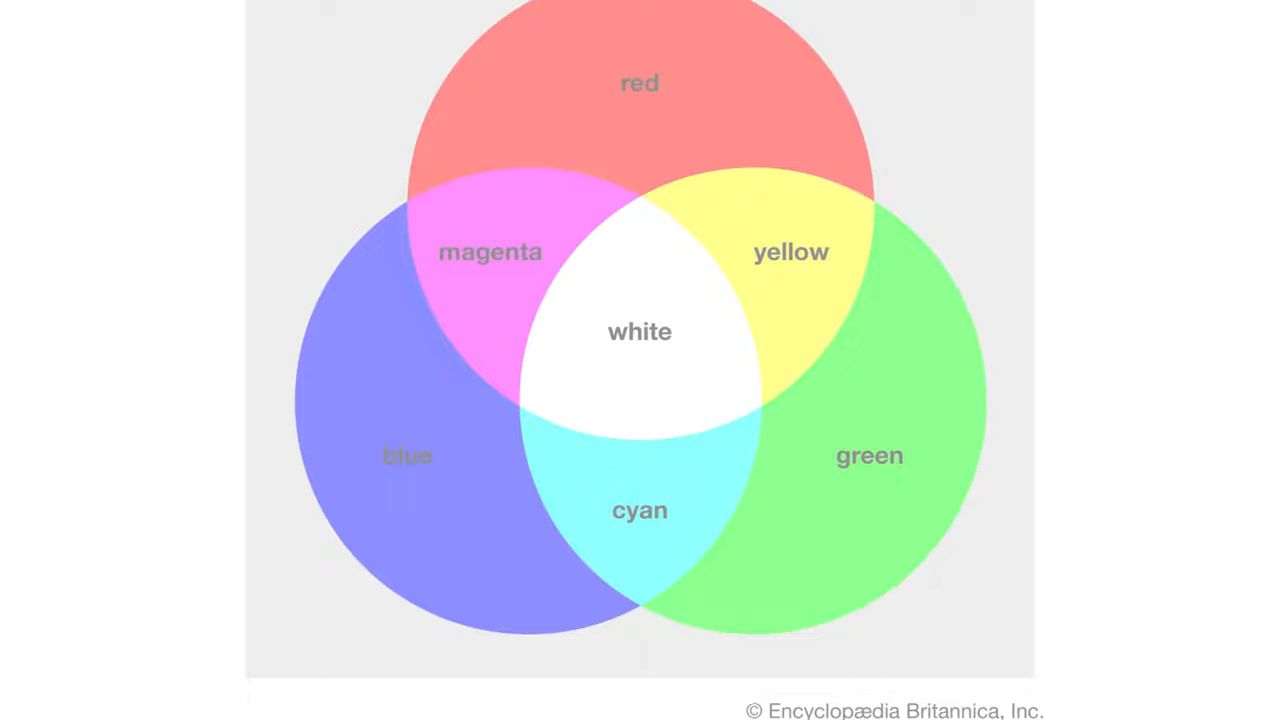 red
magenta
yellow
white
blue
green
cyan
© Encyclopædia Britannica, Inc.